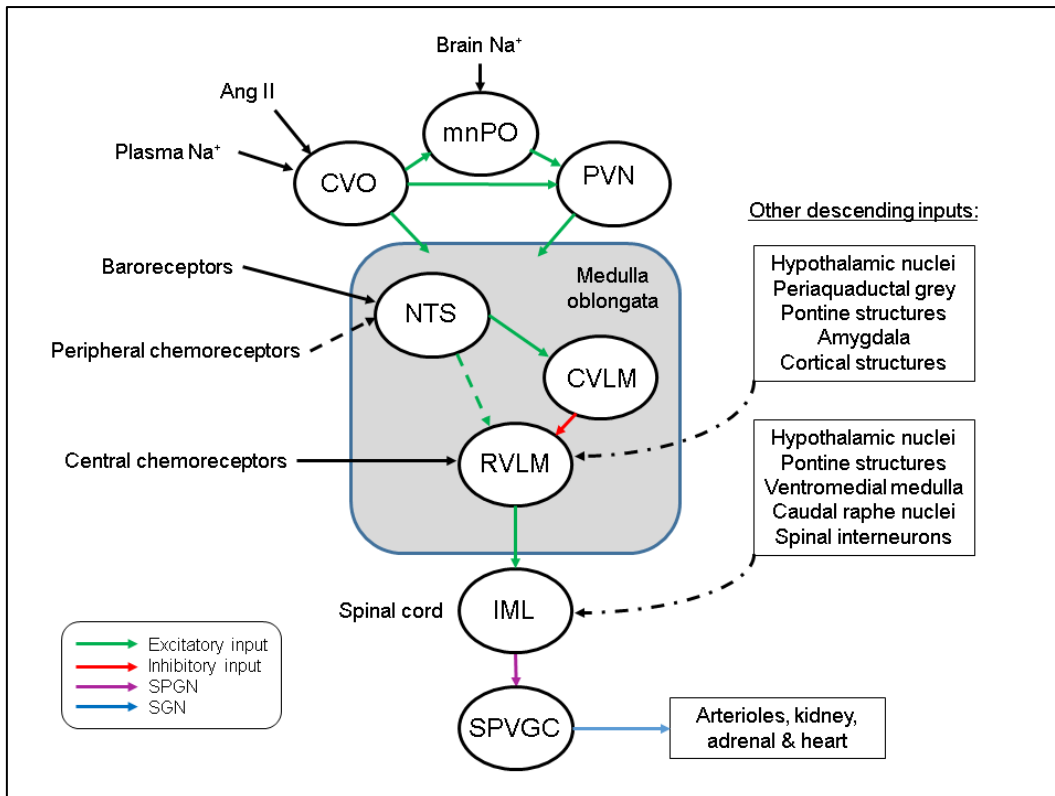 Brain Na⁺
Ang II
mnPO
Plasma Na⁺
CVO
PVN
Other descending inputs:
Baroreceptors
Medulla
oblongata
Hypothalamic nuclei
Periaquaductal grey
Pontine structures
Amygdala
Cortical structures
NTS
Peripheral chemoreceptors
CVLM
Central chemoreceptors
RVLM
Hypothalamic nuclei
Pontine structures
Ventromedial medulla
Caudal raphe nuclei
Spinal interneurons
Spinal cord
IML
Excitatory input
Inhibitory input
SPGN
SGN
SPVGC
Arterioles, kidney,
adrenal & heart